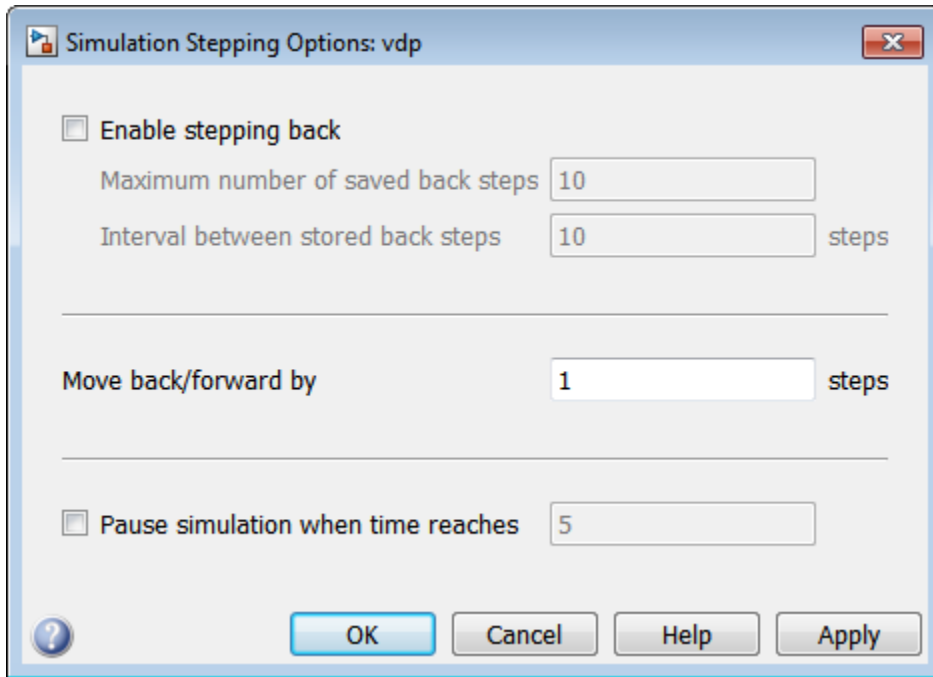 Simulation Stepping Options: vdp
Enable stepping back
Maximum number of saved back steps 10
Interval between stored back steps 10 steps
Move back/forward by 1 steps
Pause simulation when time reaches 5
? OK Cancel Help Apply